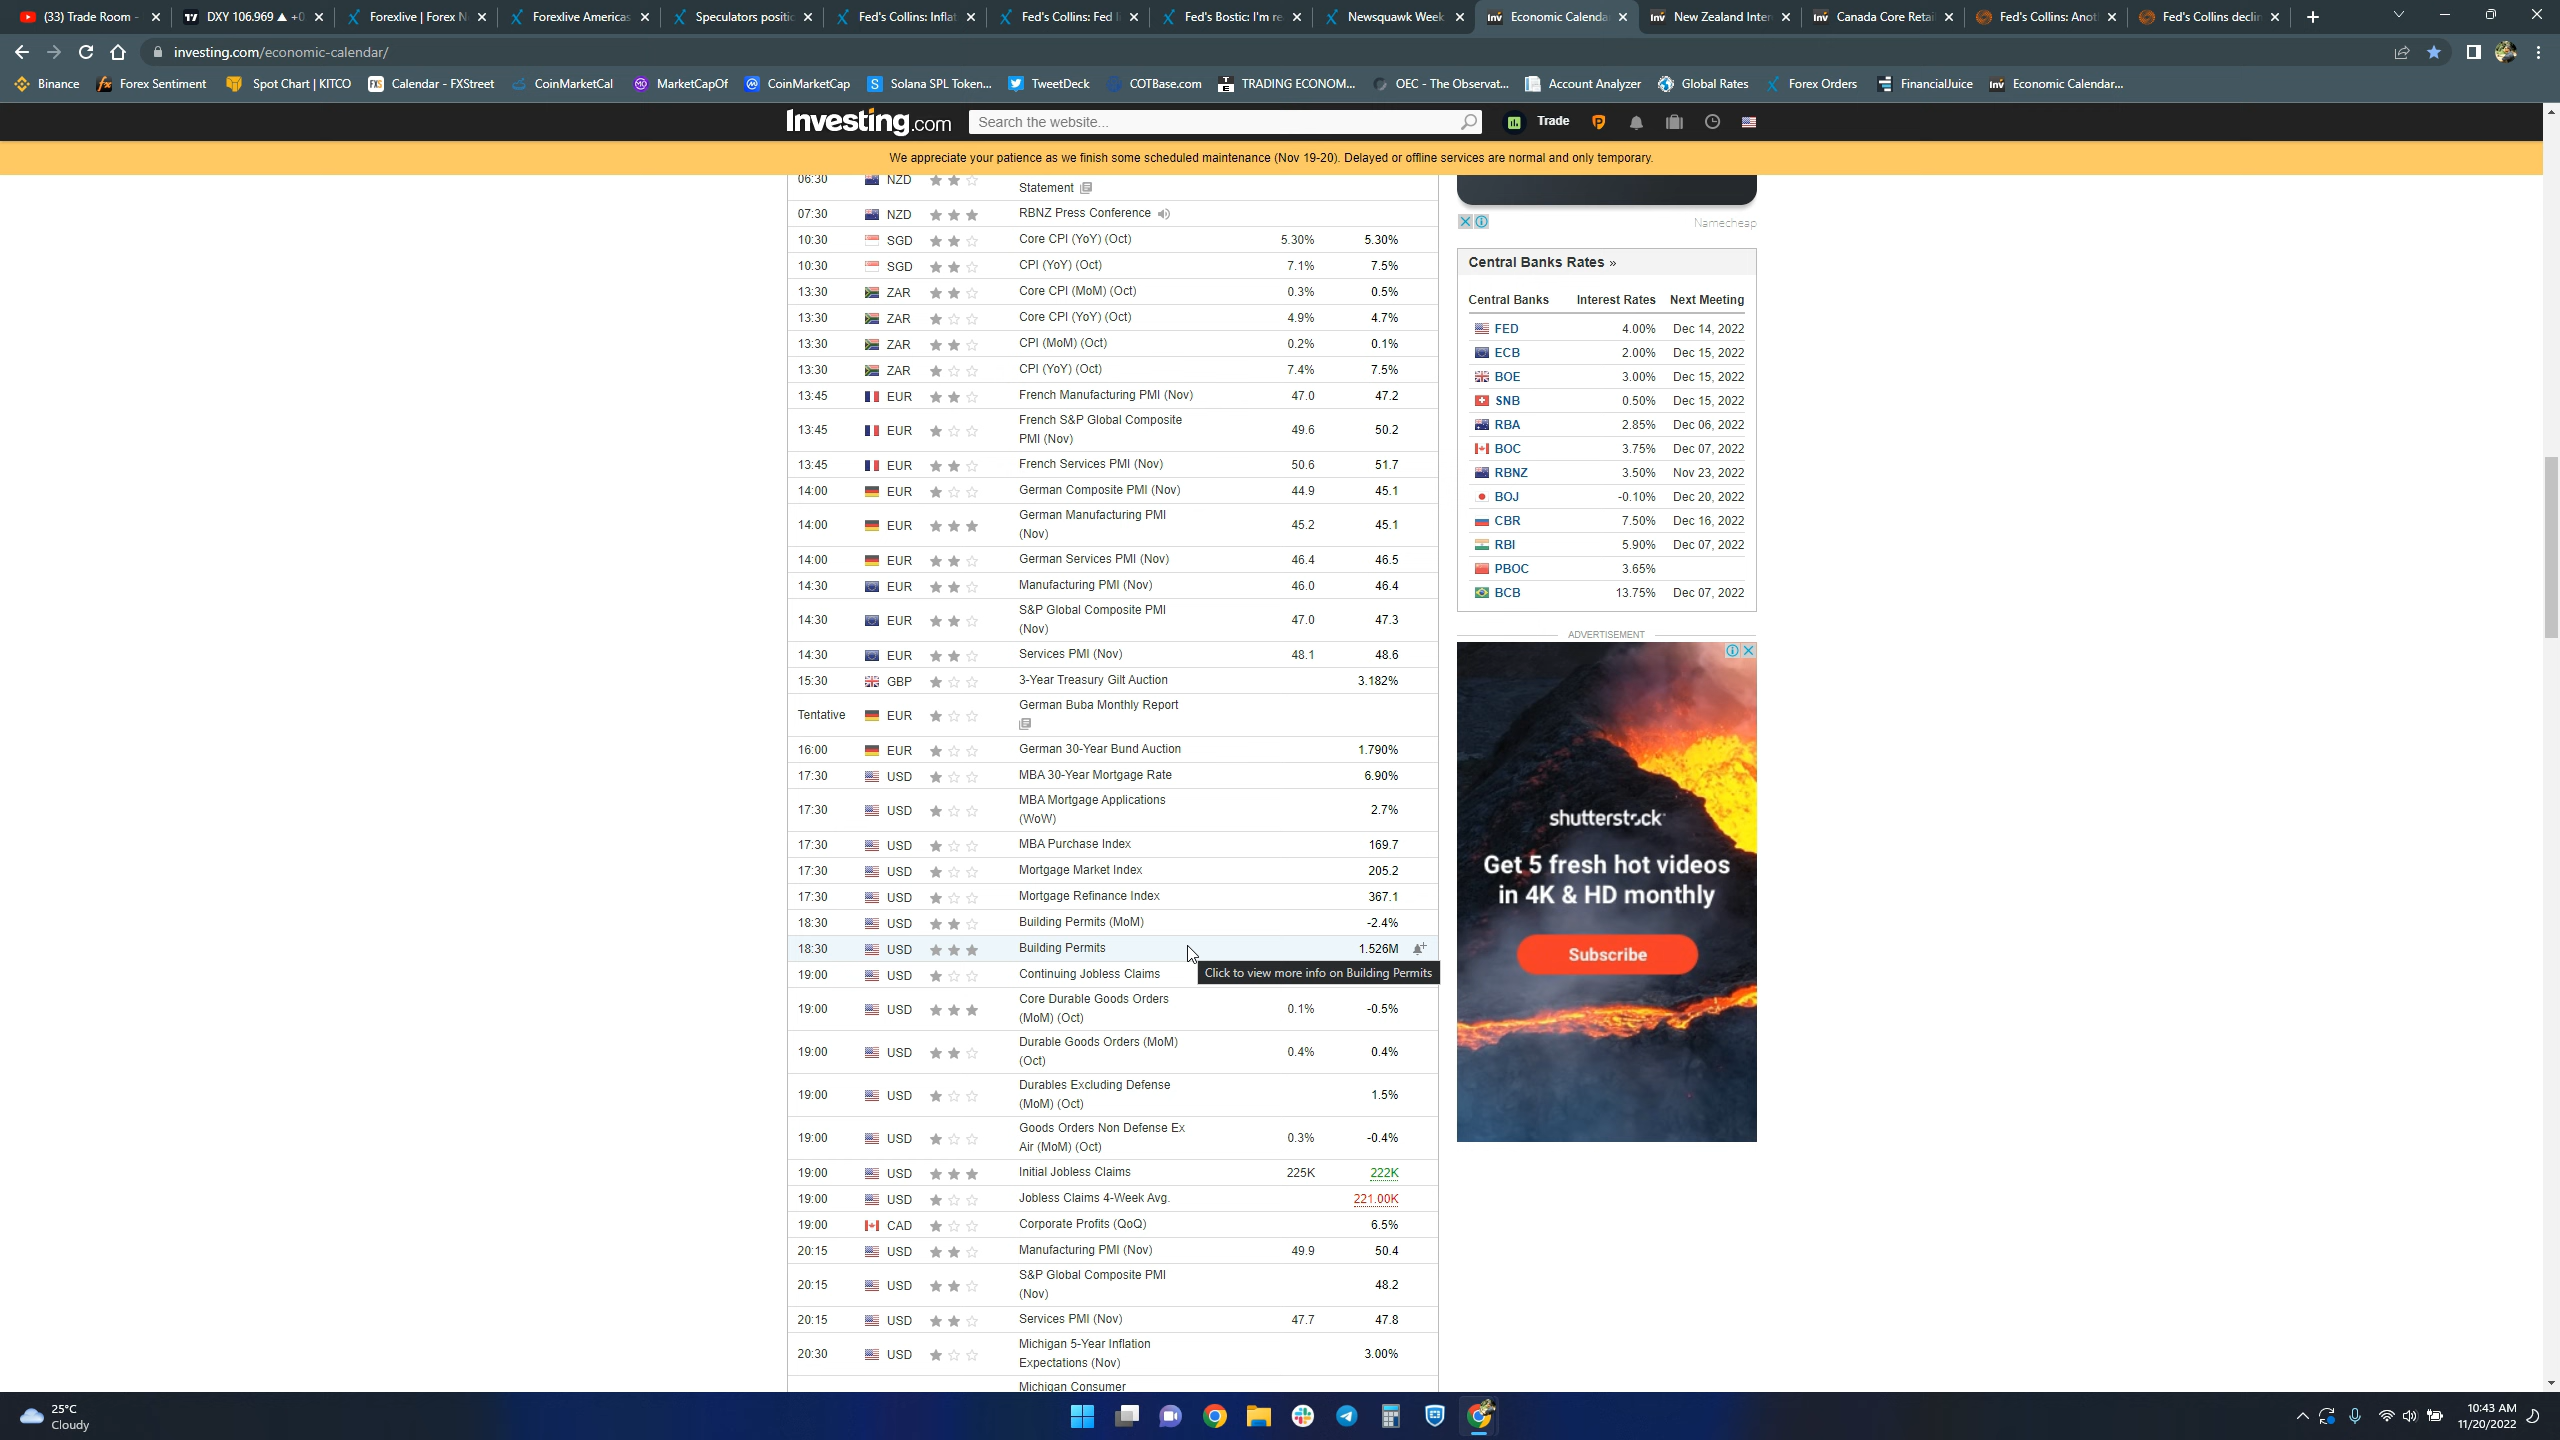 (33) Trade Room - DXY 106.969 ▲ +0 Forexlive | Forex N Forexlive Americas Speculators positio Fed's Collins: Inflat Fed's Collins: Fed Fed's Bostic: I'm re Newsquawk Week Economic Calenda New Zealand Inter Canada Core Retai Fed's Collins: Anot Fed's Collins declin
investing.com/economic-calendar/
Binance Forex Sentiment Spot Chart | KITCO Calendar - FXStreet CoinMarketCal MarketCapOf CoinMarketCap Solana SPL Token... TweetDeck COTBase.com TRADING ECONOM... OEC - The Observat... Account Analyzer Global Rates Forex Orders FinancialJuice Economic Calendar...
Investing.com Search the website... Trade
We appreciate your patience as we finish some scheduled maintenance (Nov 19-20). Delayed or offline services are normal and only temporary.
06:30 NZD Statement
07:30 NZD RBNZ Press Conference
10:30 SGD Core CPI (YoY) (Oct) 5.30% 5.30%
10:30 SGD CPI (YoY) (Oct) 7.1% 7.5%
13:30 ZAR Core CPI (MoM) (Oct) 0.3% 0.5%
13:30 ZAR Core CPI (YoY) (Oct) 4.9% 4.7%
13:30 ZAR CPI (MoM) (Oct) 0.2% 0.1%
13:30 ZAR CPI (YoY) (Oct) 7.4% 7.5%
13:45 EUR French Manufacturing PMI (Nov) 47.0 47.2
13:45 EUR French S&P Global Composite
PMI (Nov) 49.6 50.2
13:45 EUR French Services PMI (Nov) 50.6 51.7
14:00 EUR German Composite PMI (Nov) 44.9 45.1
14:00 EUR German Manufacturing PMI
(Nov) 45.2 45.1
14:00 EUR German Services PMI (Nov) 46.4 46.5
14:30 EUR Manufacturing PMI (Nov) 46.0 46.4
14:30 EUR S&P Global Composite PMI
(Nov) 47.0 47.3
14:30 EUR Services PMI (Nov) 48.1 48.6
15:30 GBP 3-Year Treasury Gilt Auction 3.182%
Tentative EUR German Buba Monthly Report
16:00 EUR German 30-Year Bund Auction 1.790%
17:30 USD MBA 30-Year Mortgage Rate 6.90%
17:30 USD MBA Mortgage Applications
(WoW) 2.7%
17:30 USD MBA Purchase Index 169.7
17:30 USD Mortgage Market Index 205.2
17:30 USD Mortgage Refinance Index 367.1
18:30 USD Building Permits (MoM) -2.4%
18:30 USD Building Permits 1.526M
19:00 USD Continuing Jobless Claims
Click to view more info on Building Permits
19:00 USD Core Durable Goods Orders
(MoM) (Oct) 0.1% -0.5%
19:00 USD Durable Goods Orders (MoM)
(Oct) 0.4% 0.4%
19:00 USD Durables Excluding Defense
(MoM) (Oct) 1.5%
19:00 USD Goods Orders Non Defense Ex
Air (MoM) (Oct) 0.3% -0.4%
19:00 USD Initial Jobless Claims 225K 222K
19:00 USD Jobless Claims 4-Week Avg. 221.00K
19:00 CAD Corporate Profits (QoQ) 6.5%
20:15 USD Manufacturing PMI (Nov) 49.9 50.4
20:15 USD S&P Global Composite PMI
(Nov) 48.2
20:15 USD Services PMI (Nov) 47.7 47.8
20:30 USD Michigan 5-Year Inflation
Expectations (Nov) 3.00%
Michigan Consumer
Namecheap
Central Banks Rates »
Central Banks Interest Rates Next Meeting
FED 4.00% Dec 14, 2022
ECB 2.00% Dec 15, 2022
BOE 3.00% Dec 15, 2022
SNB 0.50% Dec 15, 2022
RBA 2.85% Dec 06, 2022
BOC 3.75% Dec 07, 2022
RBNZ 3.50% Nov 23, 2022
BOJ -0.10% Dec 20, 2022
CBR 7.50% Dec 16, 2022
RBI 5.90% Dec 07, 2022
PBOC 3.65%
BCB 13.75% Dec 07, 2022
ADVERTISEMENT
shutterstock
Get 5 fresh hot videos
in 4K & HD monthly
Subscribe
25°C
Cloudy
10:43 AM
11/20/2022